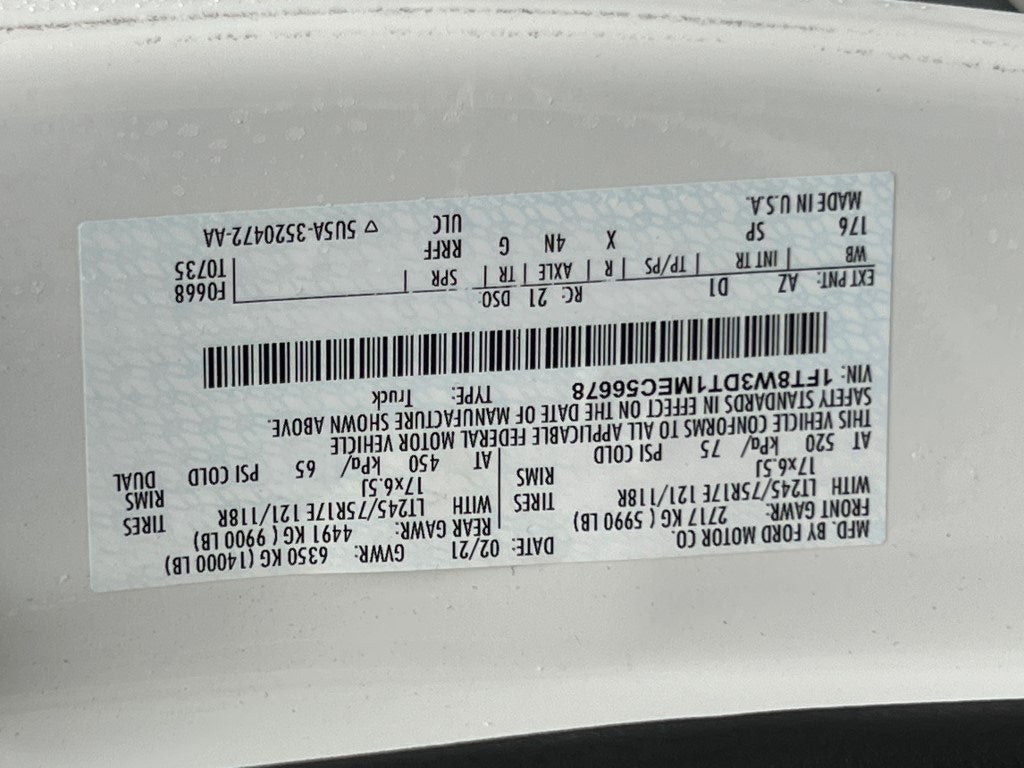 MFD. BY FORD MOTOR CO.
DATE: 02/21 GVWR: 6350 KG (14000 LB)
FRONT GAWR: 2717 KG (5990 LB) REAR GAWR: 4491 KG (9900 LB)
WITH LT245/75R17E 121/118R TIRES WITH LT245/75R17E 121/118R TIRES
17x6.5J RIMS 17x6.5J RIMS
AT 520 kPa/ 75 PSI COLD AT 450 kPa/ 65 PSI COLD DUAL
THIS VEHICLE CONFORMS TO ALL APPLICABLE FEDERAL MOTOR VEHICLE
SAFETY STANDARDS IN EFFECT ON THE DATE OF MANUFACTURE SHOWN ABOVE.
VIN: 1FT8W3DT1MEC56678 TYPE: Truck
EXT PNT: AZ D1 RC: 21 DSO: F0668
WB | INT TR | TP/PS | R | AXLE | TR | SPR | T0735
176 SP X 4N G RRFF
MADE IN U.S.A. ULC ▽ 5U5A-3520472-AA